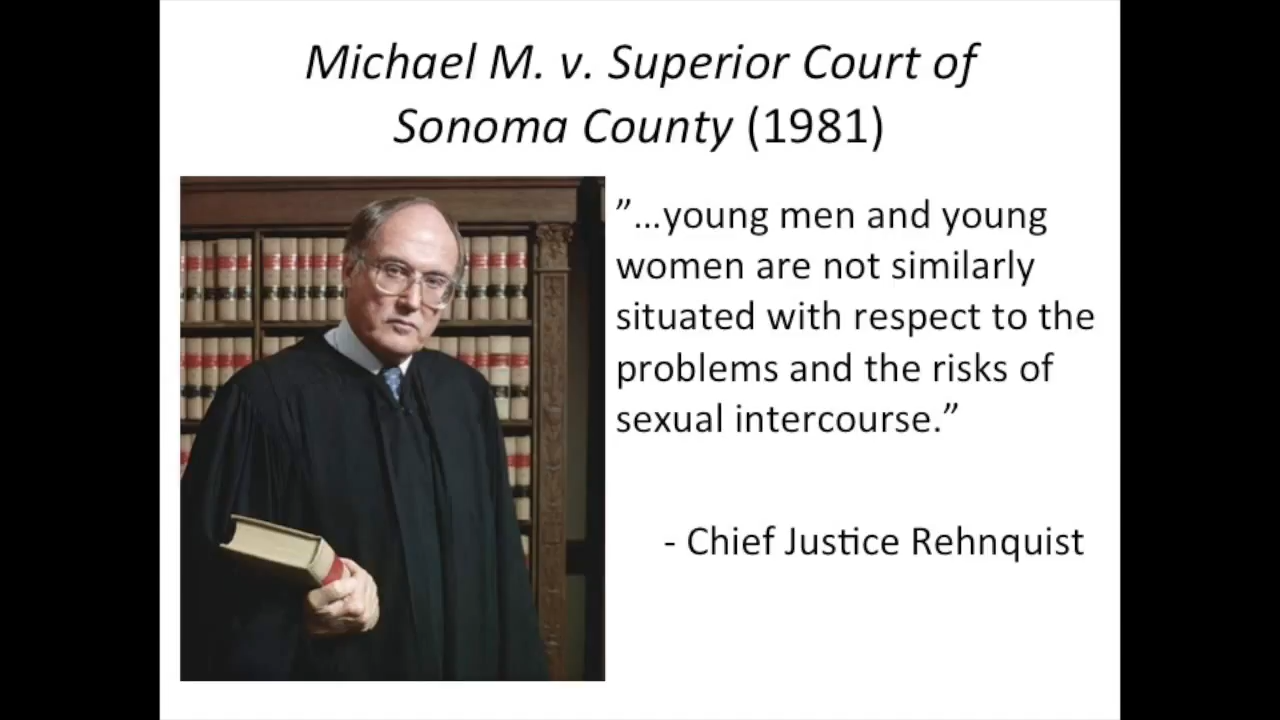 Michael M. v. Superior Court of
Sonoma County (1981)
”...young men and young
women are not similarly
situated with respect to the
problems and the risks of
sexual intercourse.”
- Chief Justice Rehnquist